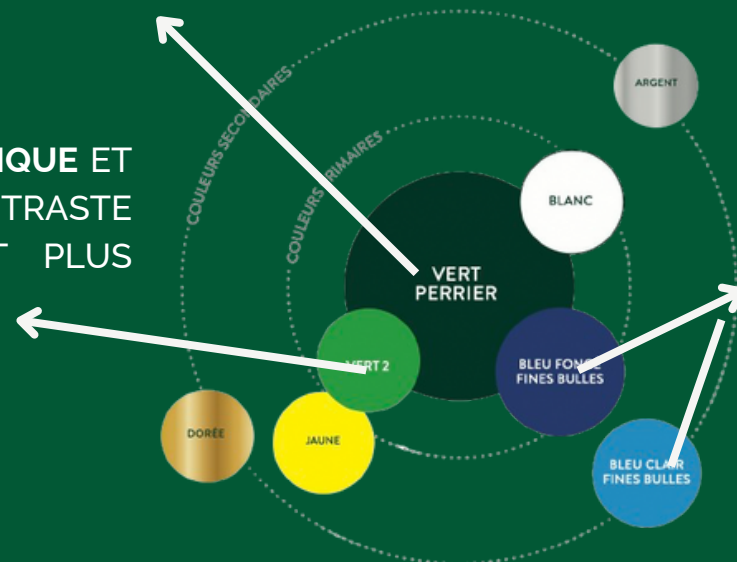 IQUE ET
TRASTE
T PLUS
COULEURS SECONDAIRES
COULEURS PRIMAIRES
ARGENT
BLANC
VERT
PERRIER
VERT 2
BLEU FONCÉ
FINES BULLES
DORÉE
JAUNE
BLEU CLAIR
FINES BULLES